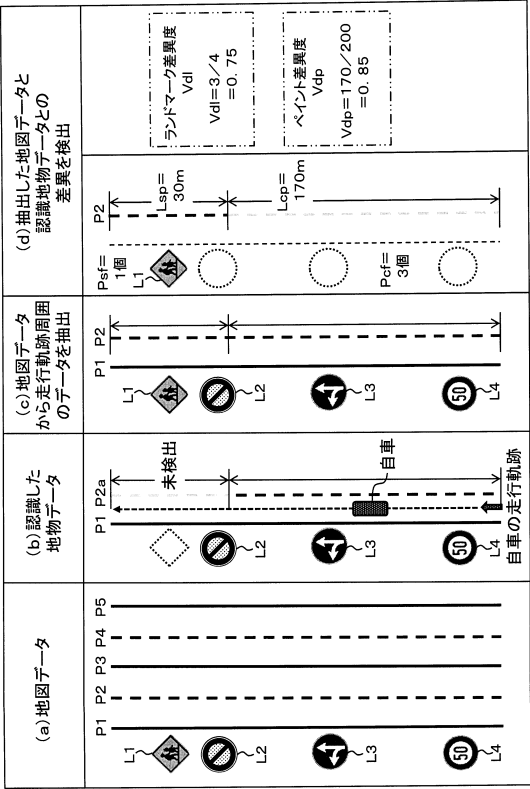 (a)地図データ
P1 P2 P3 P4 P5
L1
L2
L3
50
L4
(b)認識した
地物データ
P1 P2a
未検出
L2
自車
L3
50
L4
自車の走行軌跡
(c)地図データ
から走行軌跡周囲
のデータを抽出
P1 P2
L1
L2
L3
50
L4
(d)抽出した地図データと
認識地物データとの
差異を検出
Psf=
1個
L1
P2
Lsp=
30m
Lcp=
170m
Pcf=
3個
ランドマーク差異度
Vdl
Vdl=3/4
=0.75
ペイント差異度
Vdp
Vdp=170/200
=0.85